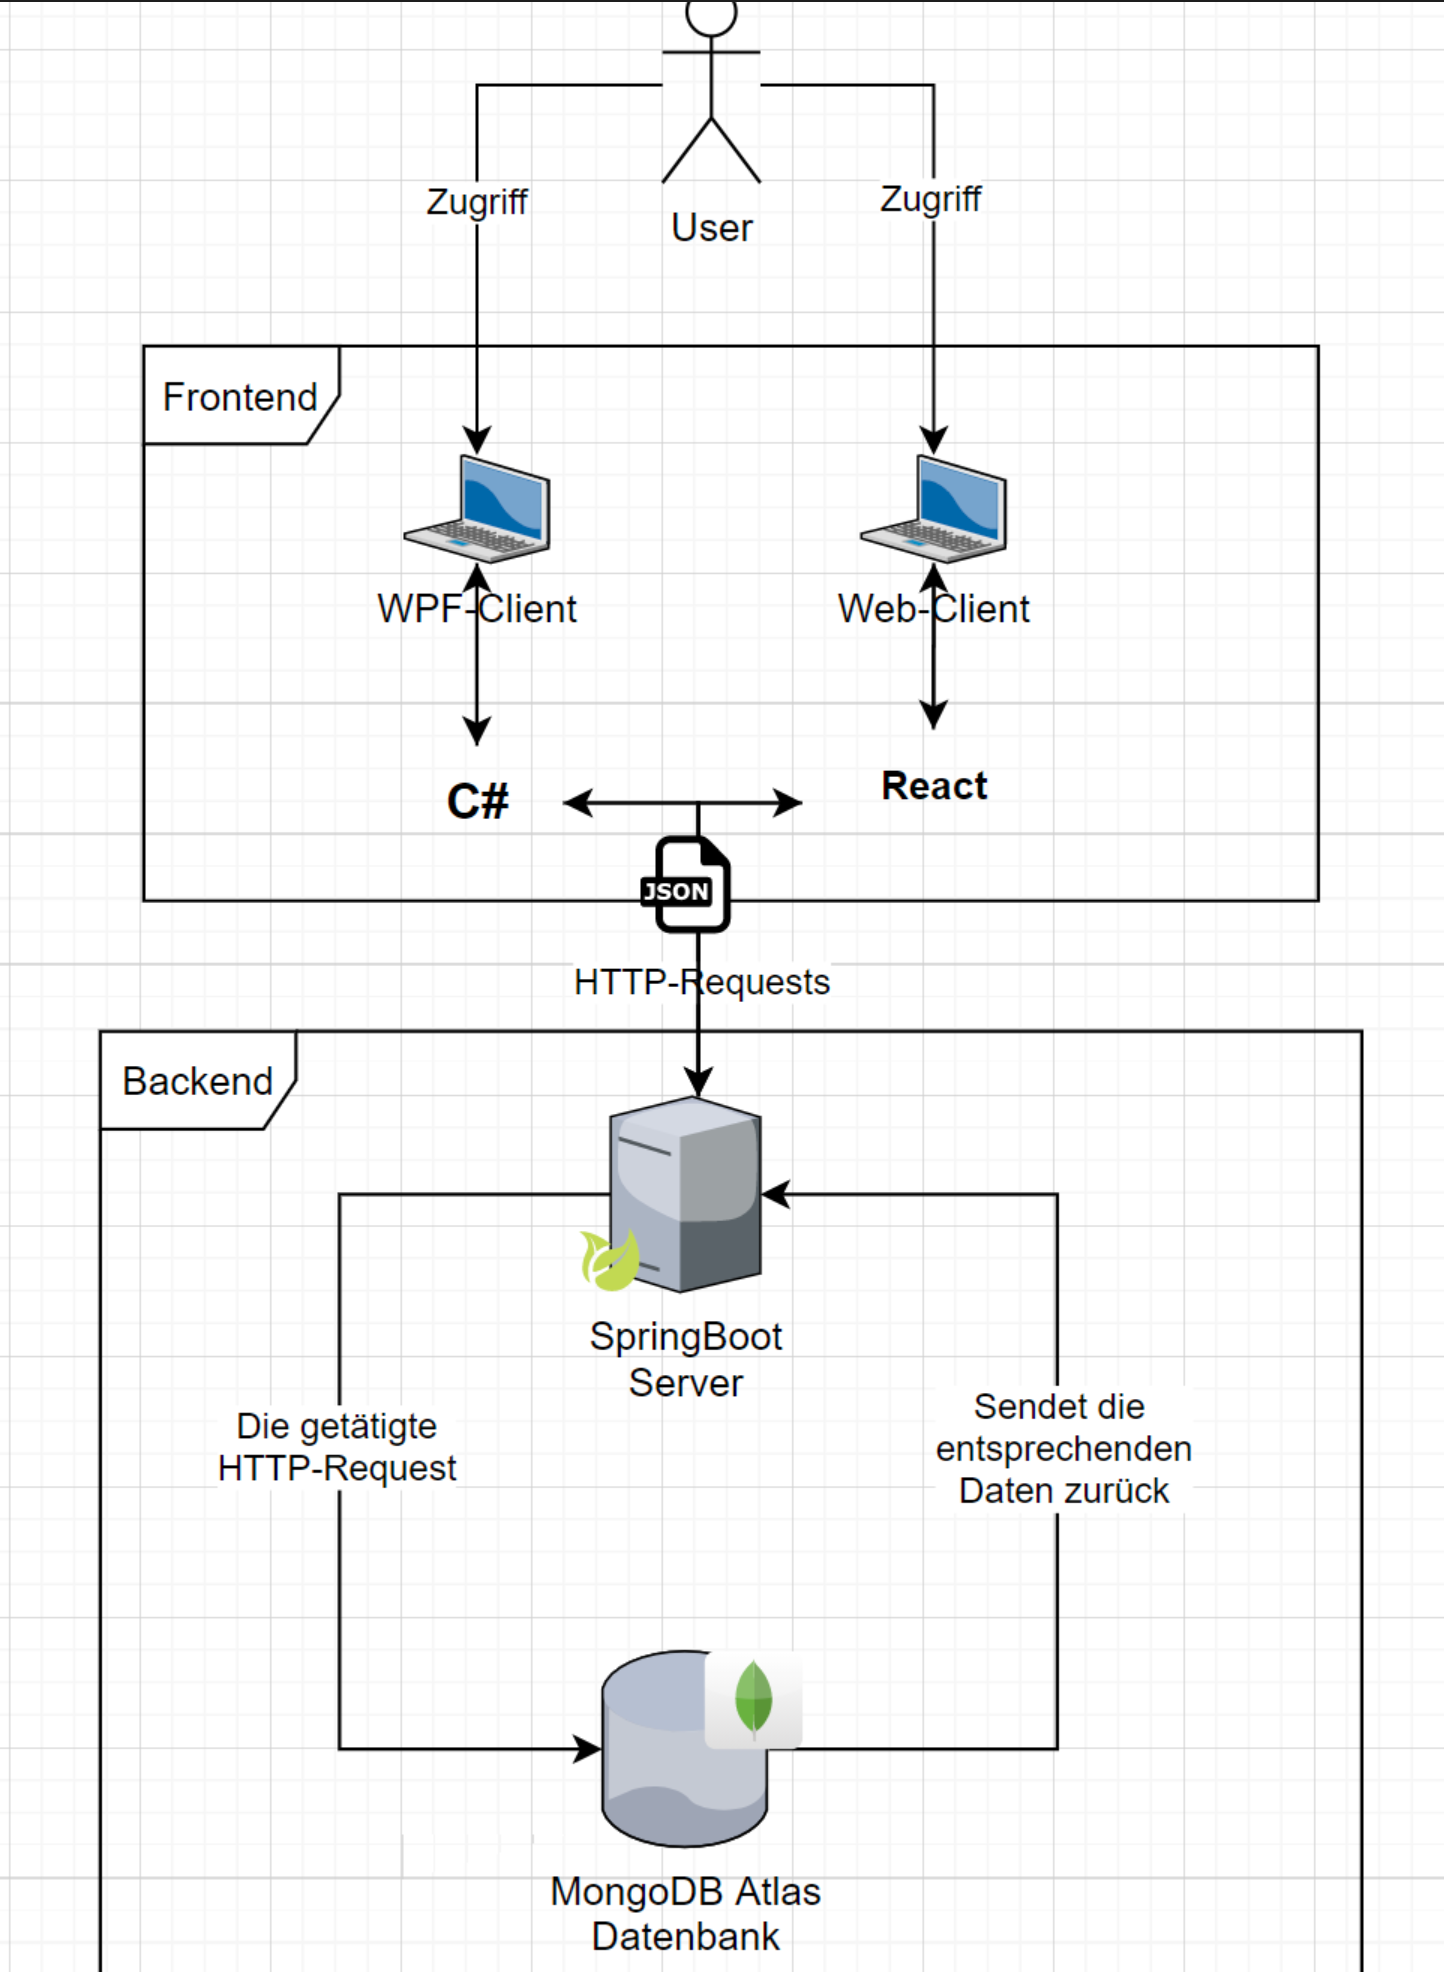 Zugriff
Zugriff
User
Frontend
WPF-Client
Web-Client
C#
React
JSON
HTTP-Requests
Backend
SpringBoot
Server
Die getätigte
HTTP-Request
Sendet die
entsprechenden
Daten zurück
MongoDB Atlas
Datenbank